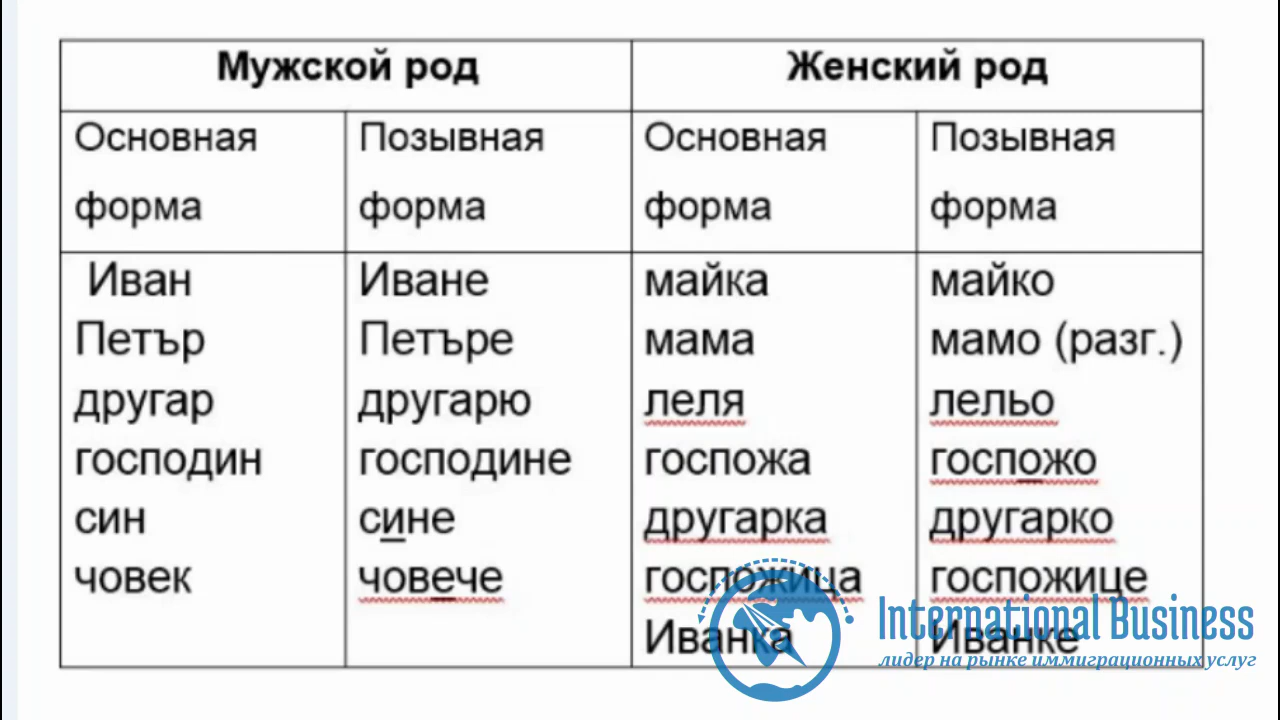 Мужской род Женский род
Основная форма Позывная форма Основная форма Позывная форма
Иван Иване майка майко
Петър Петъре мама мамо (разг.)
другар другарю леля лельо
господин господине госпожа госпожо
син сине другарка другарко
човек човече госпожица госпожице
Иванка Иванке
International Business
лидер на рынке иммиграционных услуг